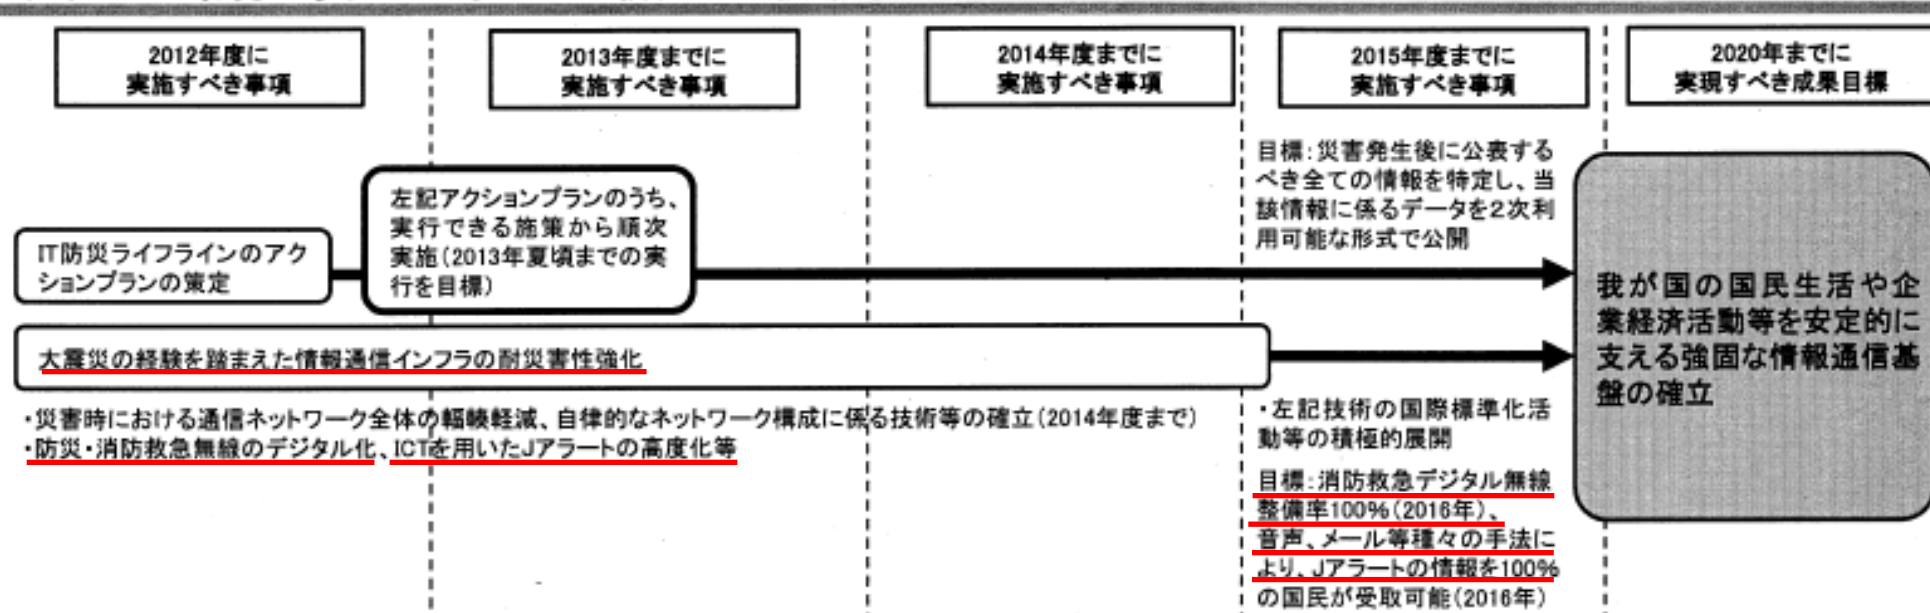 2012年度に
実施すべき事項
2013年度までに
実施すべき事項
2014年度までに
実施すべき事項
2015年度までに
実施すべき事項
2020年までに
実現すべき成果目標
IT防災ライフラインのアク
ションプランの策定
左記アクションプランのうち、
実行できる施策から順次
実施(2013年夏頃までの実
行を目標)
目標:災害発生後に公表する
べき全ての情報を特定し、当
該情報に係るデータを2次利
用可能な形式で公開
大震災の経験を踏まえた情報通信インフラの耐災害性強化
・災害時における通信ネットワーク全体の輻輳軽減、自律的なネットワーク構成に係る技術等の確立(2014年度まで)
・防災・消防救急無線のデジタル化、ICTを用いたJアラートの高度化等
・左記技術の国際標準化活
動等の積極的展開
目標:消防救急デジタル無線
整備率100%(2016年)、
音声、メール等種々の手法に
より、Jアラートの情報を100%
の国民が受取可能(2016年)
我が国の国民生活や企
業経済活動等を安定的に
支える強固な情報通信基
盤の確立